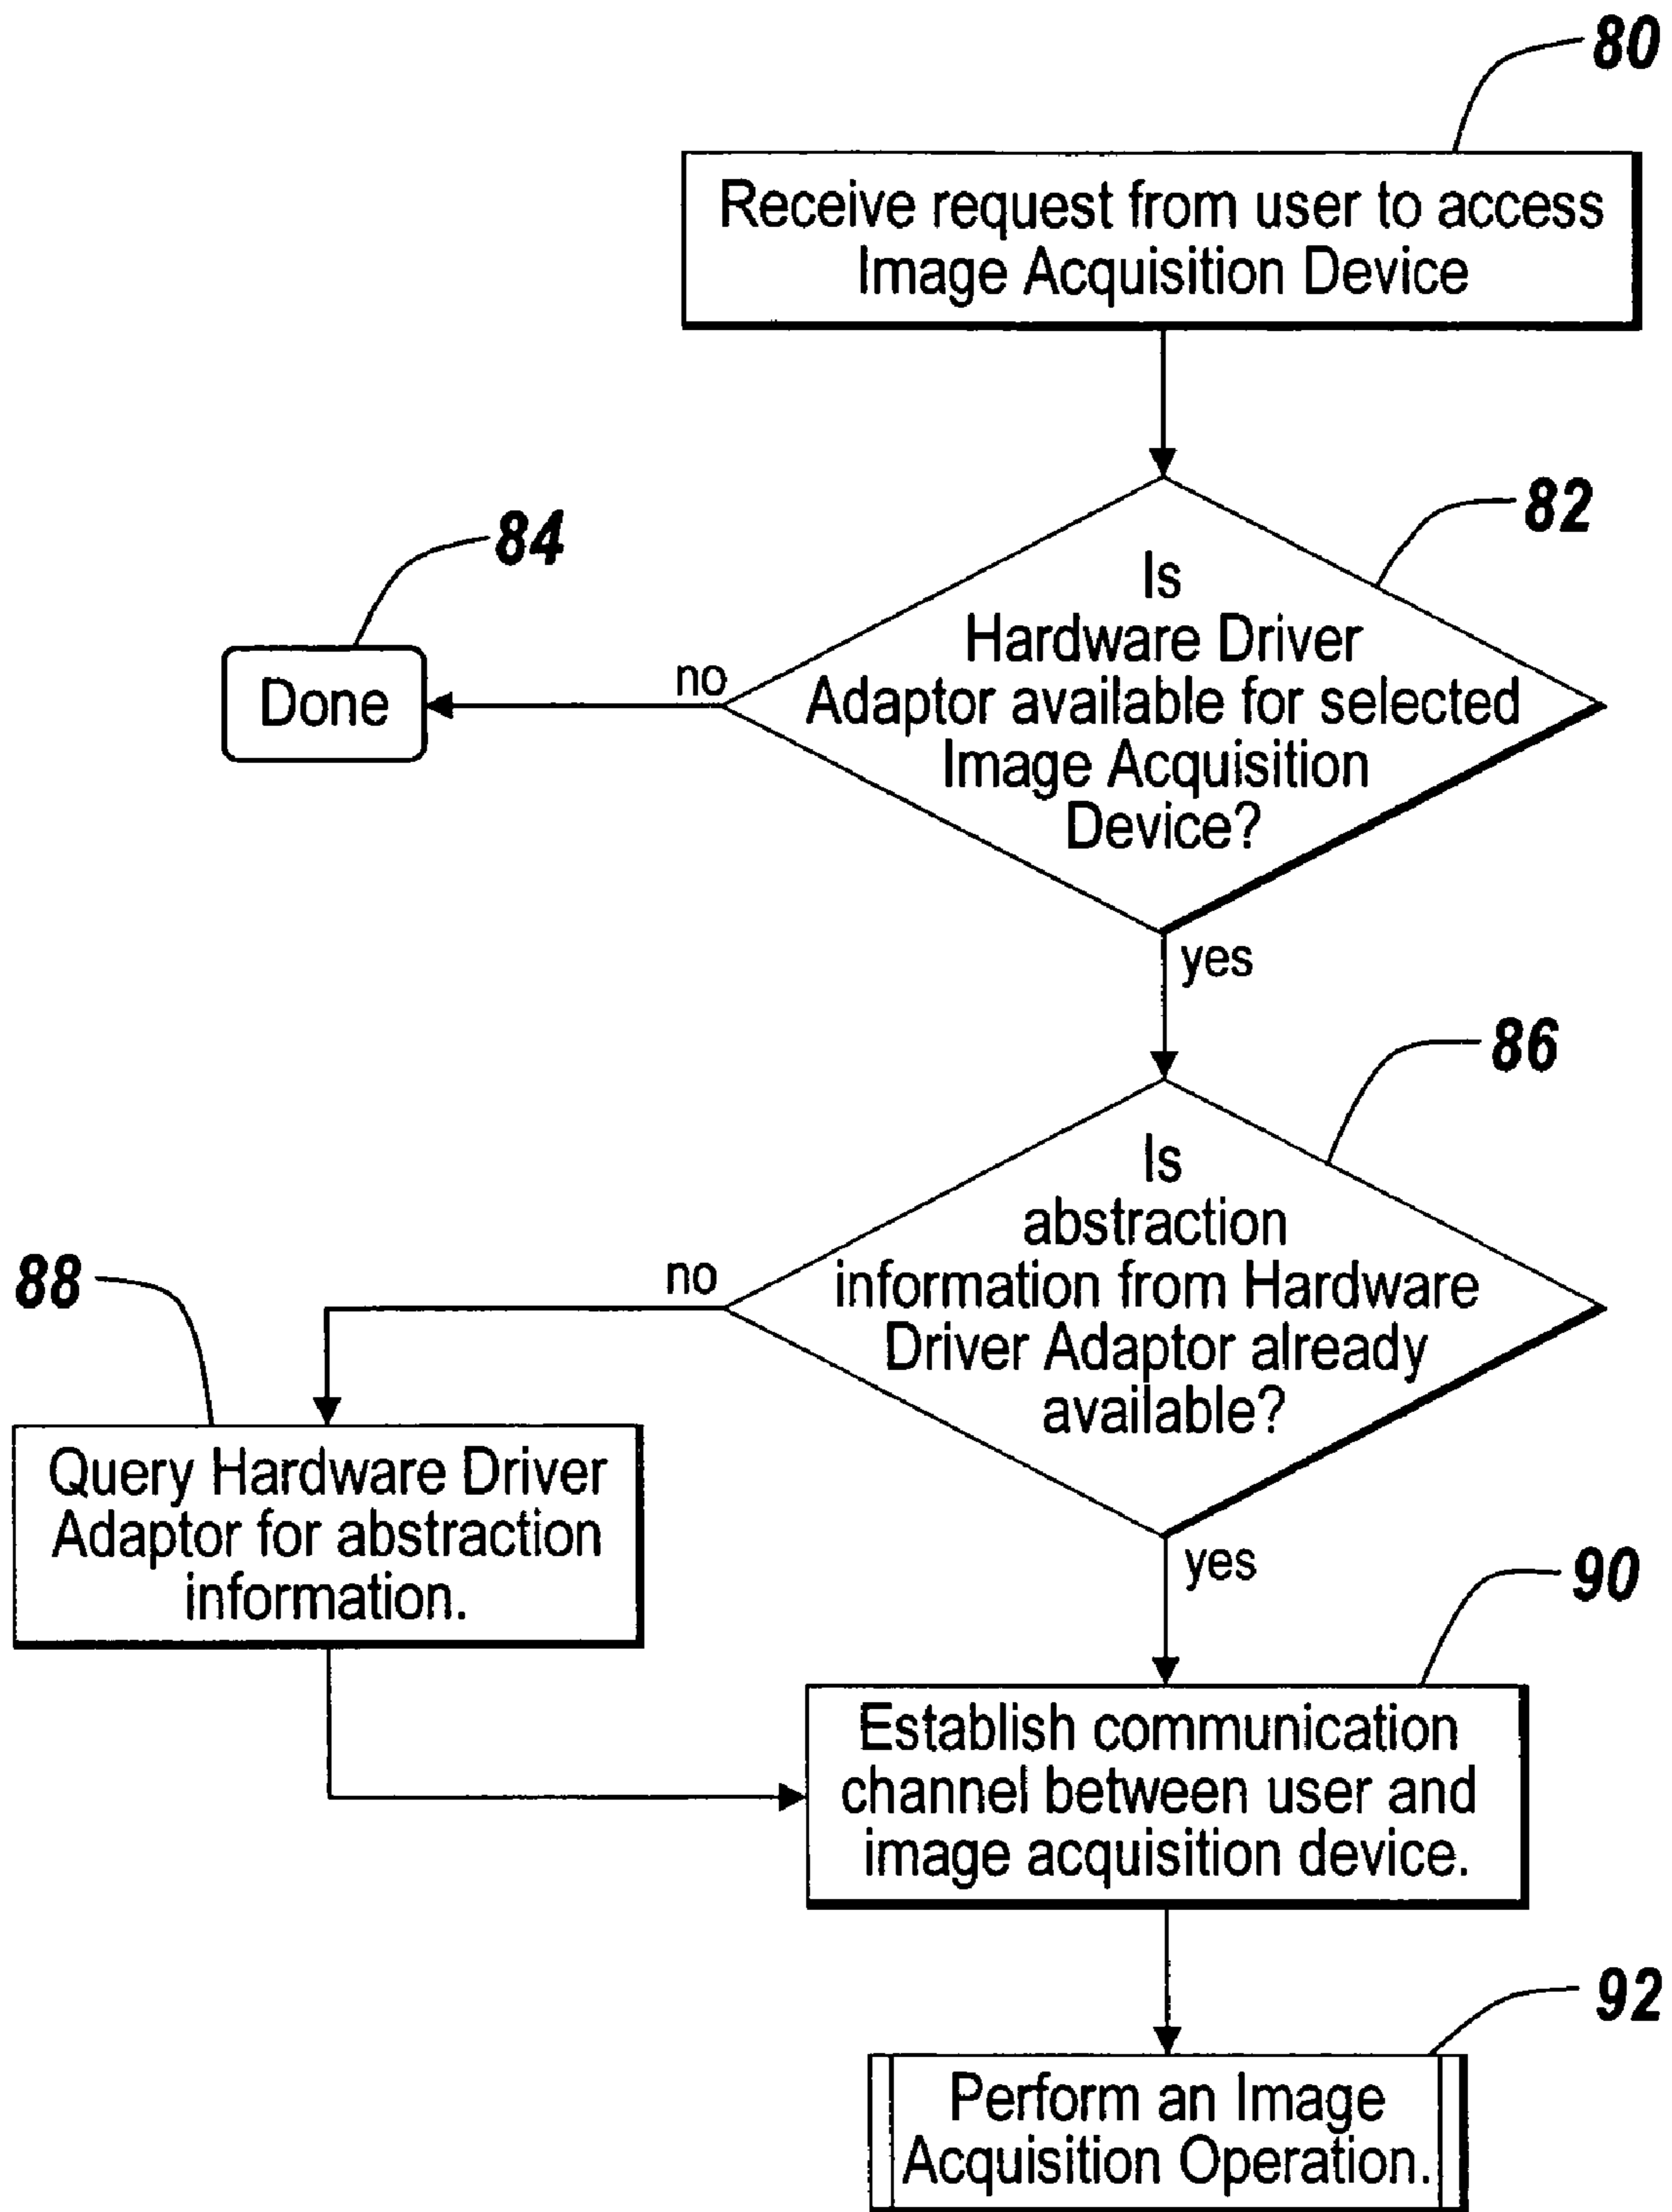 80
Receive request from user to access
Image Acquisition Device
82
Is
Hardware Driver
Adaptor available for selected
Image Acquisition
Device?
84
no
Done
yes
86
Is
abstraction
information from Hardware
Driver Adaptor already
available?
no
88
Query Hardware Driver
Adaptor for abstraction
information.
yes
90
Establish communication
channel between user and
image acquisition device.
92
Perform an Image
Acquisition Operation.